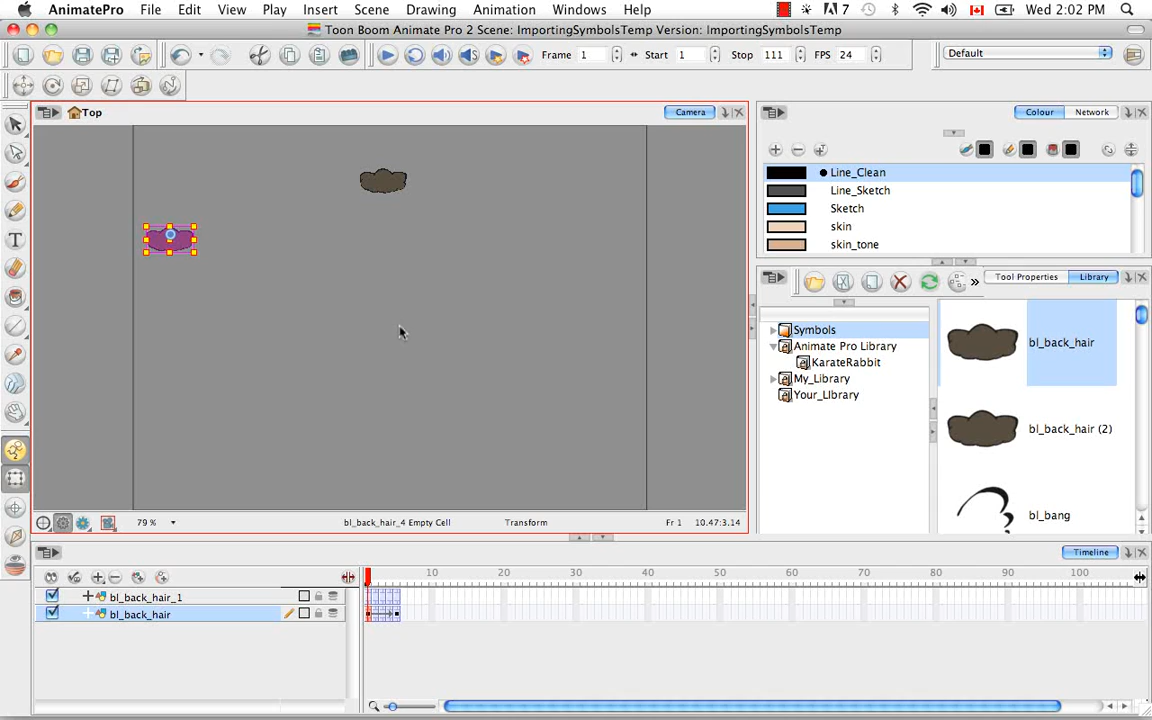 AnimatePro File Edit View Play Insert Scene Drawing Animation Windows Help 7 Wed 2:02 PM
Toon Boom Animate Pro 2 Scene: ImportingSymbolsTemp Version: ImportingSymbolsTemp
Frame 1 Start 1 Stop 111 FPS 24 Default
Top Camera
Colour Network
Line_Clean
Line_Sketch
Sketch
skin
skin_tone
Tool Properties Library
Symbols
Animate Pro Library
KarateRabbit
My_Library
Your_LIbrary
bl_back_hair
bl_back_hair (2)
bl_bang
79 % bl_back_hair_4 Empty Cell Transform Fr 1 10.47:3.14
Timeline
10 20 30 40 50 60 70 80 90 100
bl_back_hair_1
bl_back_hair